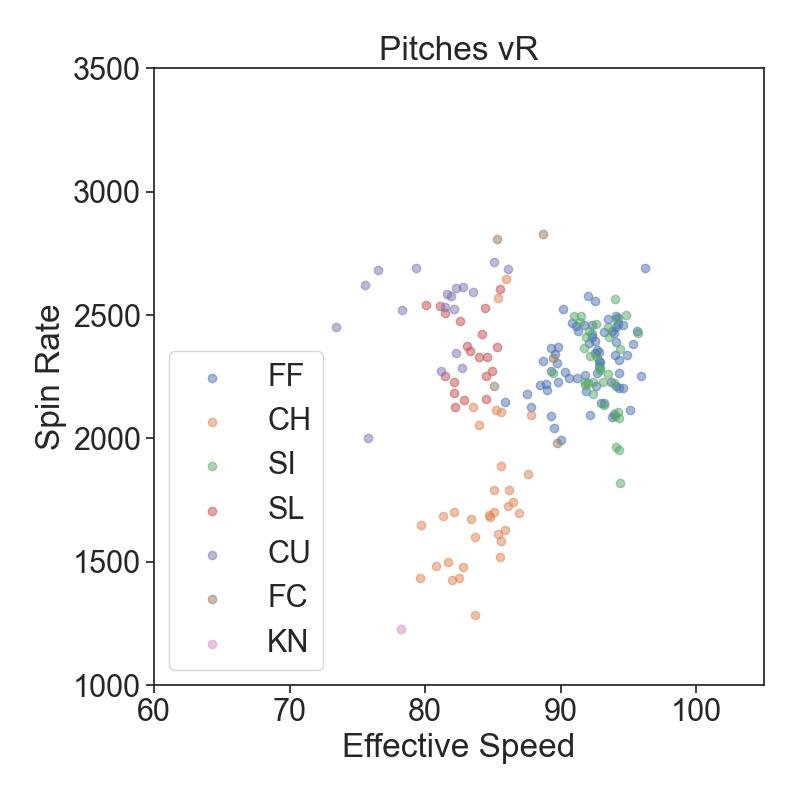 Pitches vR
3500
3000
2500
2000
1500
1000
Spin Rate
FF
CH
SI
SL
CU
FC
KN
60 70 80 90 100
Effective Speed